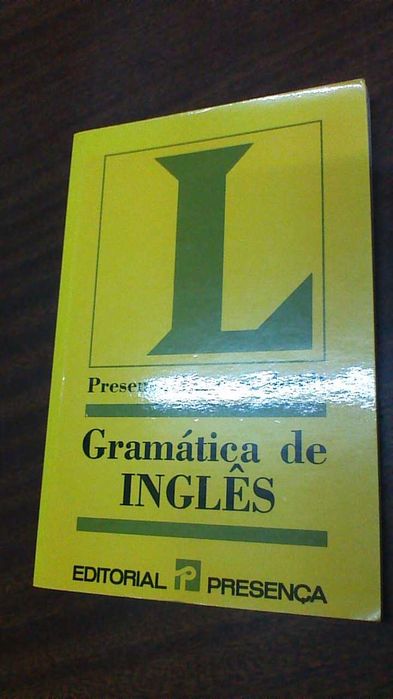 L
Gramática de
INGLÊS
EDITORIAL PRESENÇA